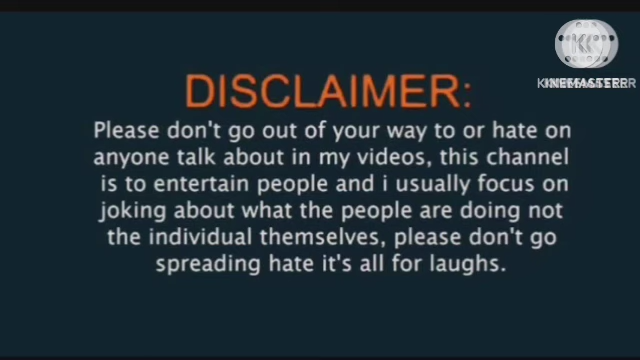 DISCLAIMER:
Please don't go out of your way to or hate on
anyone talk about in my videos, this channel
is to entertain people and i usually focus on
joking about what the people are doing not
the individual themselves, please don't go
spreading hate it's all for laughs.